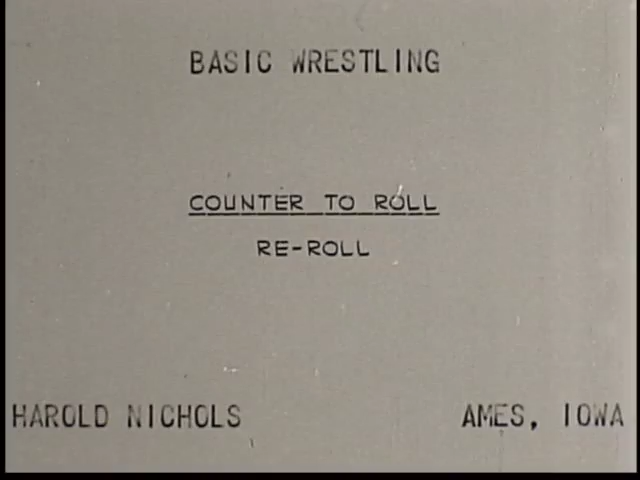 BASIC WRESTLING
COUNTER TO ROLL
RE-ROLL
HAROLD NICHOLS
AMES, IOWA